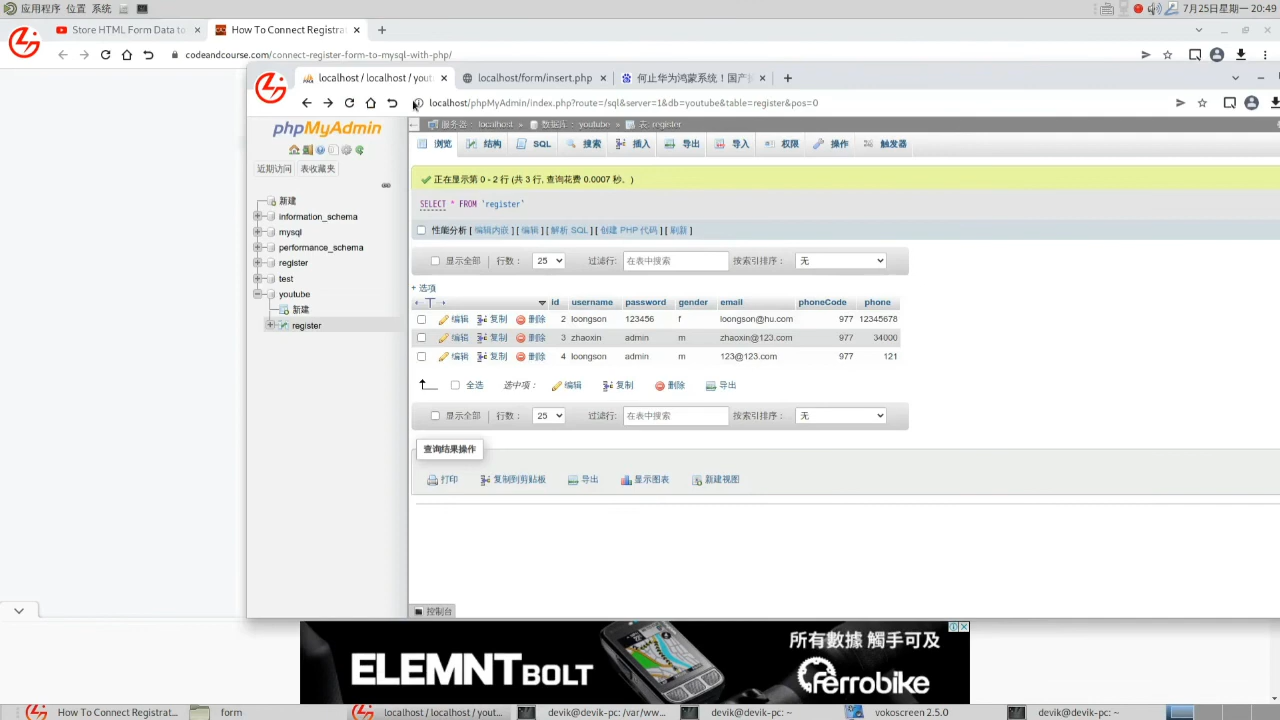 应用程序 位置 系统
7月25日星期一 20:49
Store HTML Form Data to
How To Connect Registra
codeandcourse.com/connect-register-form-to-mysql-with-php/
localhost / localhost / yout
localhost/form/insert.php
何止华为鸿蒙系统！国产
localhost/phpMyAdmin/index.php?route=/sql&server=1&db=youtube&table=register&pos=0
phpMyAdmin
近期访问 表收藏夹
新建
information_schema
mysql
performance_schema
register
test
youtube
新建
register
服务器： localhost » 数据库： youtube » 表: register
浏览 结构 SQL 搜索 插入 导出 导入 权限 操作 触发器
正在显示第 0 - 2 行 (共 3 行, 查询花费 0.0007 秒。)
SELECT * FROM `register`
性能分析 [ 编辑内嵌 ] [ 编辑 ] [ 解析 SQL ] [ 创建 PHP 代码 ] [ 刷新 ]
显示全部 行数： 25 过滤行: 在表中搜索 按索引排序： 无
+ 选项
id username password gender email phoneCode phone
编辑 复制 删除 2 loongson 123456 f loongson@hu.com 977 12345678
编辑 复制 删除 3 zhaoxin admin m zhaoxin@123.com 977 34000
编辑 复制 删除 4 loongson admin m 123@123.com 977 121
全选 选中项： 编辑 复制 删除 导出
显示全部 行数： 25 过滤行: 在表中搜索 按索引排序： 无
查询结果操作
打印 复制到剪贴板 导出 显示图表 新建视图
控制台
ELEMNT BOLT
所有數據 觸手可及
Ferrobike
How To Connect Registrat...
form
localhost / localhost / yout...
devik@devik-pc: /var/ww...
devik@devik-pc: ~
vokoscreen 2.5.0
devik@devik-pc: ~